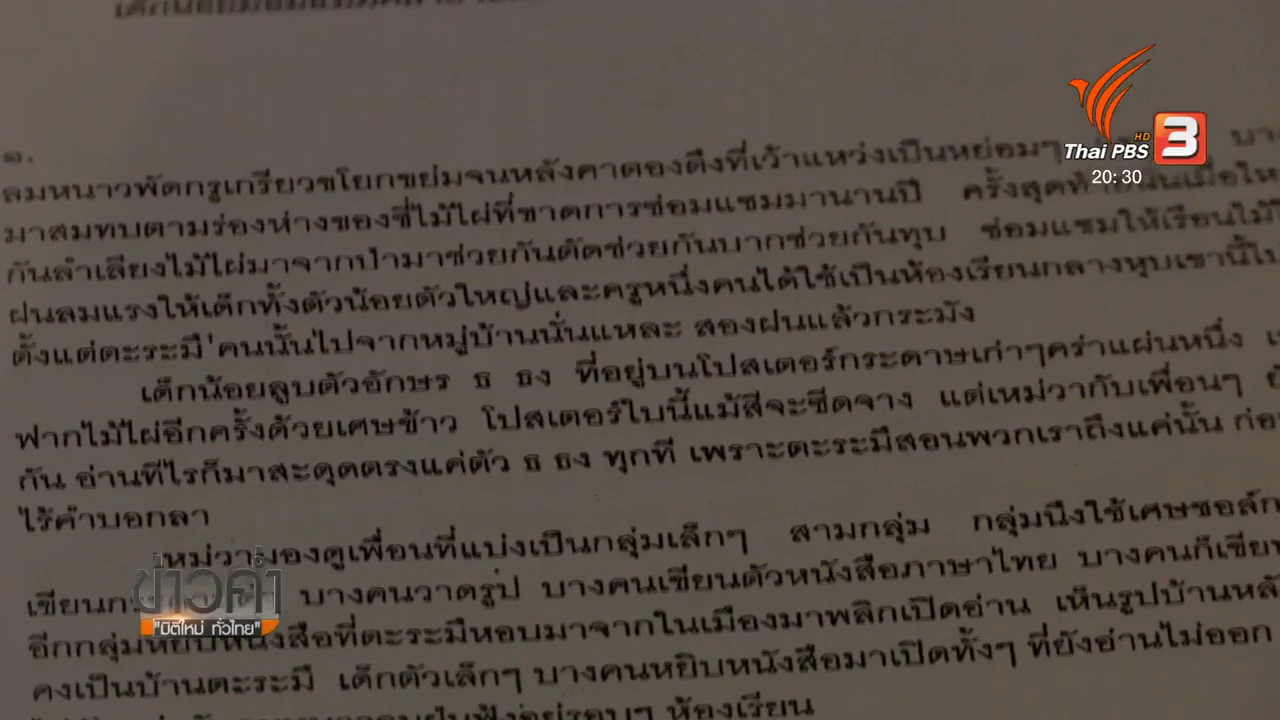 ๑.
ลมหนาวพัดกรูเกรียวขโยกขย่มจนหลังคาตองตึงที่เว้าแหว่งเป็นหย่อมๆ บา
มาสมทบตามร่องห่างของซี่ไม้ไผ่ที่ขาดการซ่อมแซมมานานปี ครั้งสุดท้
กันลำเลียงไม้ไผ่มาจากป่ามาช่วยกันตัดช่วยกันบากช่วยกันทุบ ซ่อมแซมให้เรือนไม้
ฝนลมแรงให้เด็กทั้งตัวน้อยตัวใหญ่และครูหนึ่งคนได้ใช้เป็นห้องเรียนกลางหุบเขานี้
ตั้งแต่ตะระมึ คนนั้นไปจากหมู่บ้านนั่นแหละ สองฝนแล้วกระมัง
เด็กน้อยลูบตัวอักษร ธ ธง ที่อยู่บนโปสเตอร์กระดาษเก่าๆคร่าแผ่นหนึ่ง
ฟากไม้ไผ่อีกครั้งด้วยเศษข้าว โปสเตอร์ใบนี้แม้สีจะซีดจาง แต่เหม่วากับเพื่อนๆ
กัน อ่านทีไรก็มาสะดุดตรงแค่ตัว ธ ธง ทุกที เพราะตะระมึสอนพวกเราถึงแค่นั้น ก่อ
ไร้คำบอกลา
เหม่วามองดูเพื่อนที่แบ่งเป็นกลุ่มเล็กๆ สามกลุ่ม กลุ่มนึงใช้เศษชอล์ก
เขียนก บางคนวาดรูป บางคนเขียนตัวหนังสือภาษาไทย บางคนก็เขียน
อีกกลุ่มหยิบหนังสือที่ตะระมึหอบมาจากในเมืองมาพลิกเปิดอ่าน เห็นรูปบ้านหลั
คงเป็นบ้านตะระมึ เด็กตัวเล็กๆ บางคนหยิบหนังสือมาเปิดทั้งๆ ที่ยังอ่านไม่ออก
ห้องเรียน
Thai PBS HD 3
20:30
ข่าวค่ำ
"มิติใหม่ ทั่วไทย"